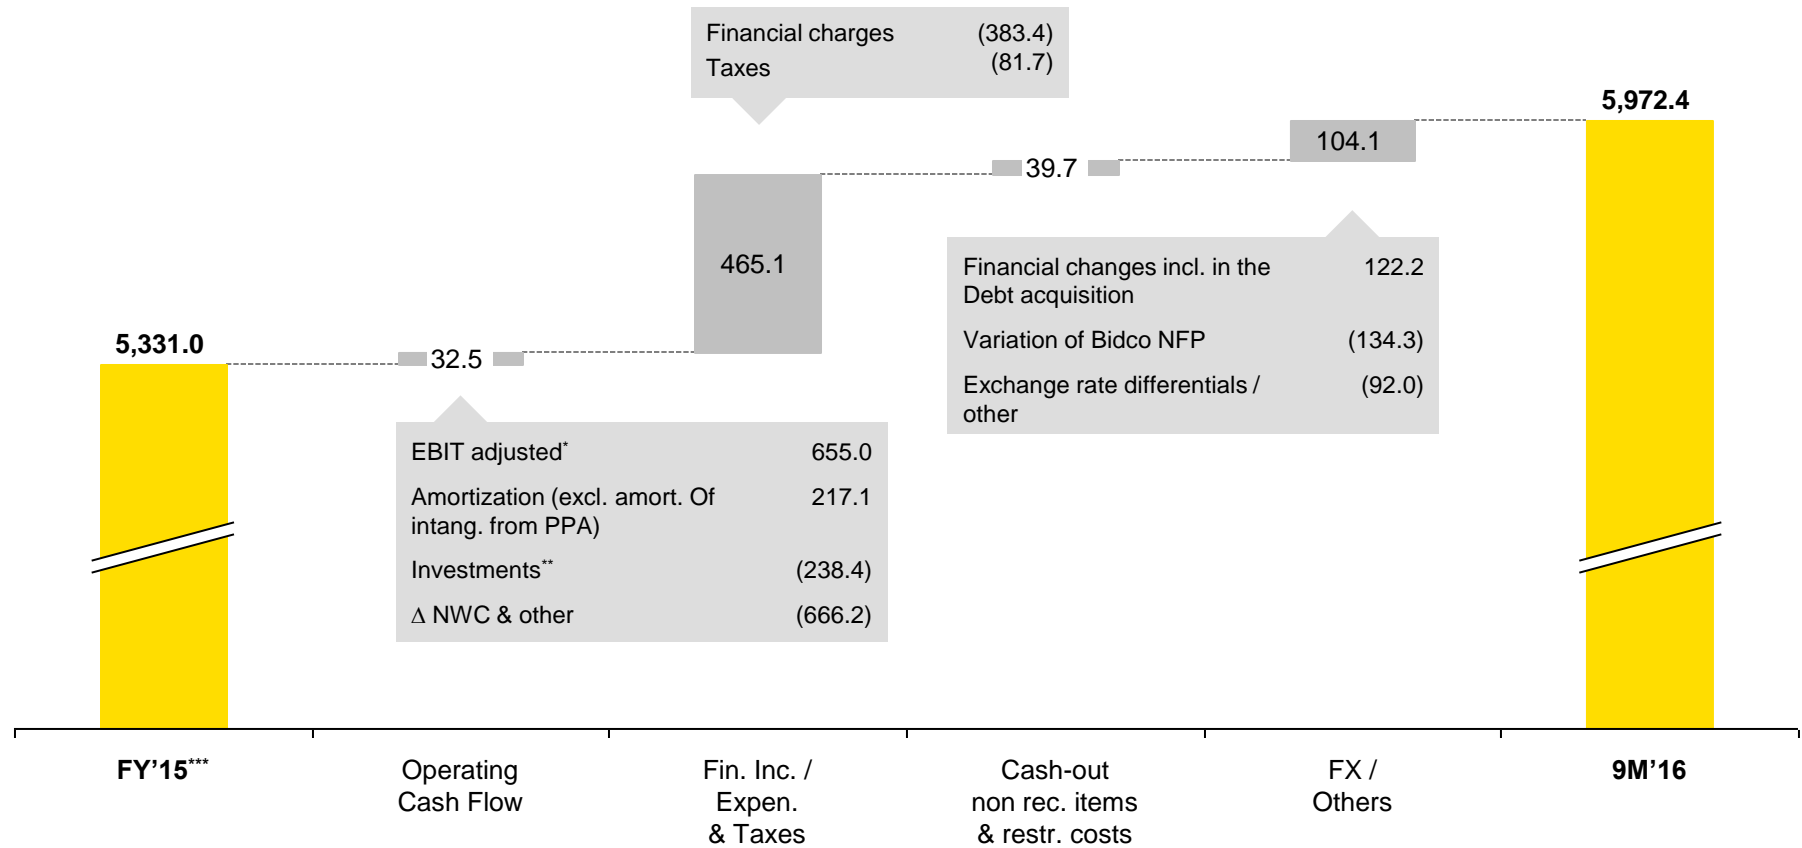 Financial charges (383.4)
Taxes (81.7)
5,972.4
104.1
39.7
465.1
Financial changes incl. in the 122.2
Debt acquisition
Variation of Bidco NFP (134.3)
Exchange rate differentials / (92.0)
other
5,331.0
32.5
EBIT adjusted* 655.0
Amortization (excl. amort. Of 217.1
intang. from PPA)
Investments** (238.4)
Δ NWC & other (666.2)
FY’15***
Operating
Cash Flow
Fin. Inc. /
Expen.
& Taxes
Cash-out
non rec. items
& restr. costs
FX /
Others
9M’16